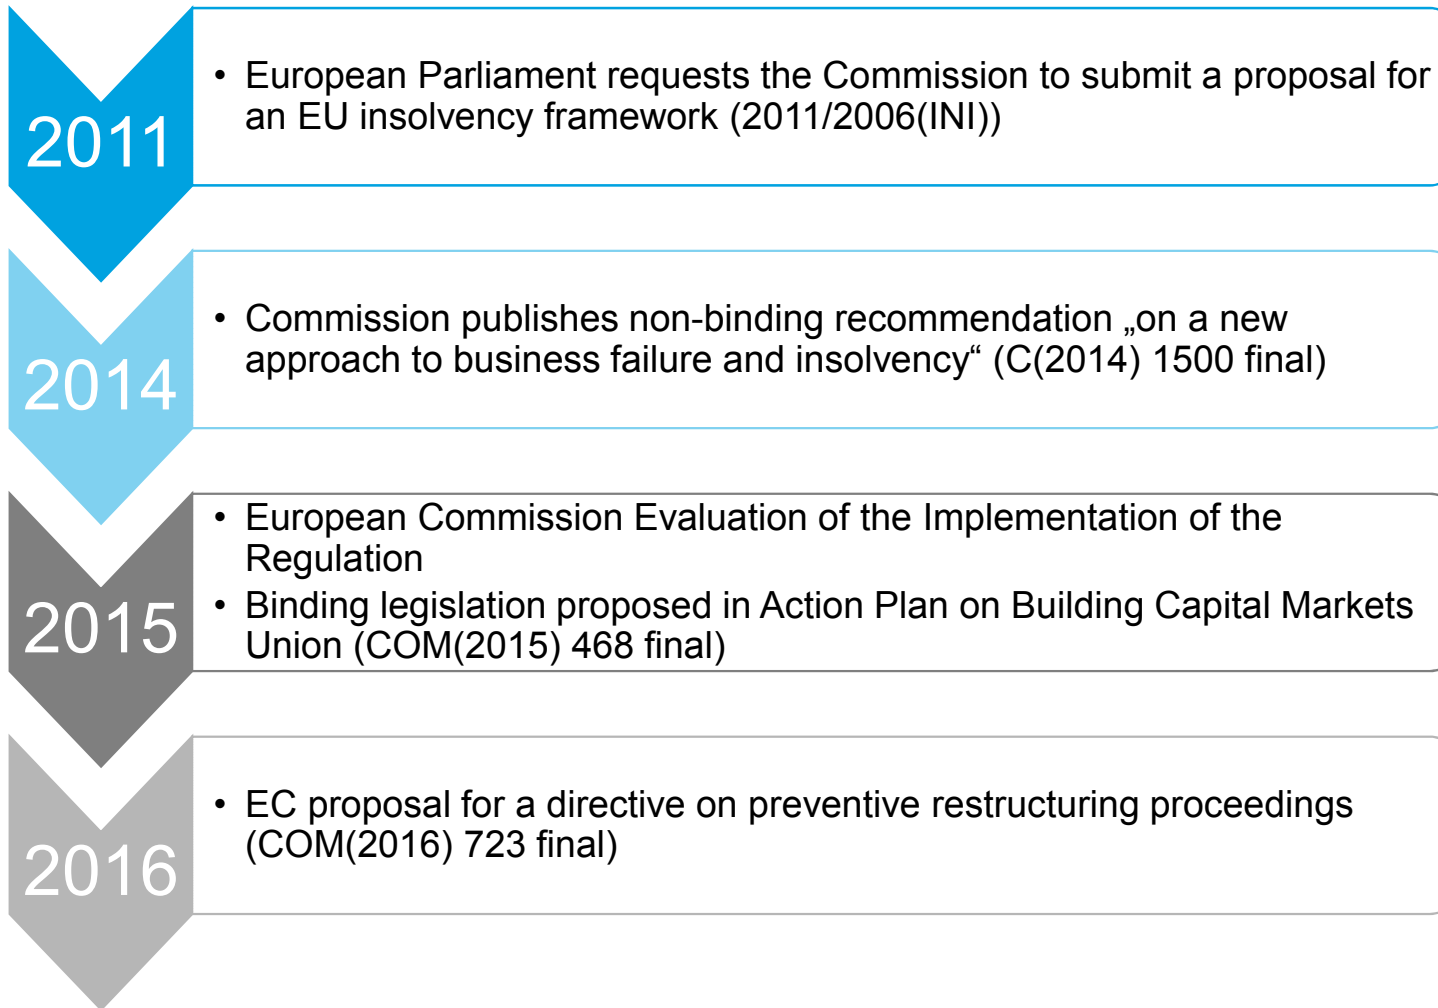 2011
• European Parliament requests the Commission to submit a proposal for
an EU insolvency framework (2011/2006(INI))
2014
• Commission publishes non-binding recommendation „on a new
approach to business failure and insolvency“ (C(2014) 1500 final)
2015
• European Commission Evaluation of the Implementation of the
Regulation
• Binding legislation proposed in Action Plan on Building Capital Markets
Union (COM(2015) 468 final)
2016
• EC proposal for a directive on preventive restructuring proceedings
(COM(2016) 723 final)